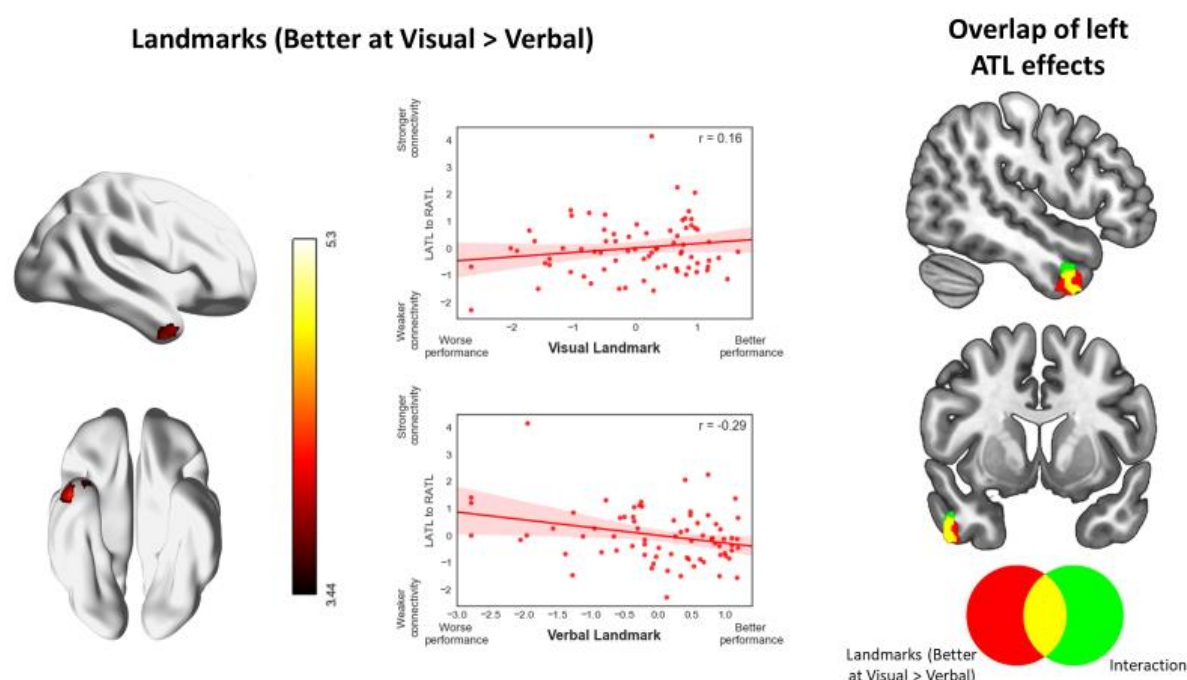 Landmarks (Better at Visual > Verbal)
5.3
3.44
Stronger
connectivity
LATL to RATL
Weaker
connectivity
4
3
2
1
0
−1
−2
r = 0.16
−2
−1
0
1
Worse
performance
Visual Landmark
Better
performance
Stronger
connectivity
LATL to RATL
Weaker
connectivity
4
3
2
1
0
−1
−2
r = -0.29
−3.0
−2.5
−2.0
−1.5
−1.0
−0.5
0.0
0.5
1.0
Worse
performance
Verbal Landmark
Better
performance
Overlap of left
ATL effects
Landmarks (Better
at Visual > Verbal)
Interaction